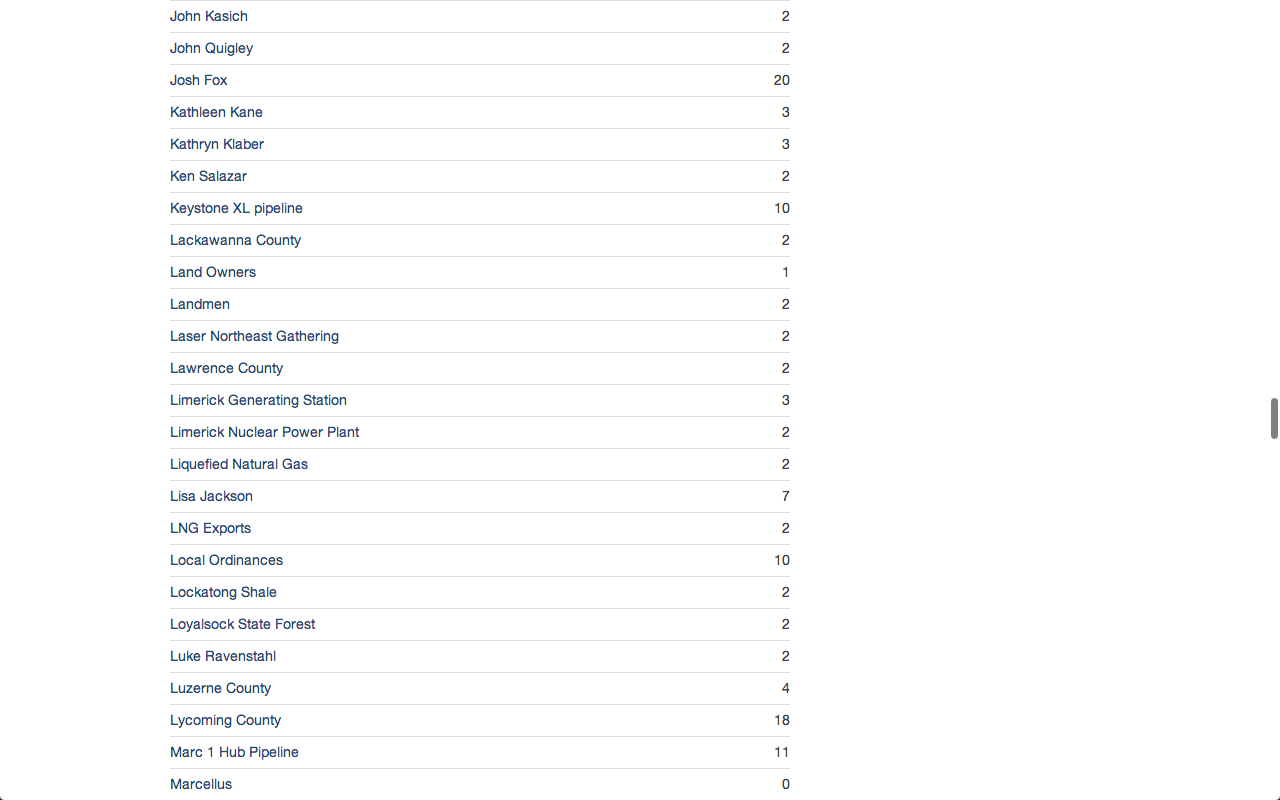 John Kasich 2
John Quigley 2
Josh Fox 20
Kathleen Kane 3
Kathryn Klaber 3
Ken Salazar 2
Keystone XL pipeline 10
Lackawanna County 2
Land Owners 1
Landmen 2
Laser Northeast Gathering 2
Lawrence County 2
Limerick Generating Station 3
Limerick Nuclear Power Plant 2
Liquefied Natural Gas 2
Lisa Jackson 7
LNG Exports 2
Local Ordinances 10
Lockatong Shale 2
Loyalsock State Forest 2
Luke Ravenstahl 2
Luzerne County 4
Lycoming County 18
Marc 1 Hub Pipeline 11
Marcellus 0